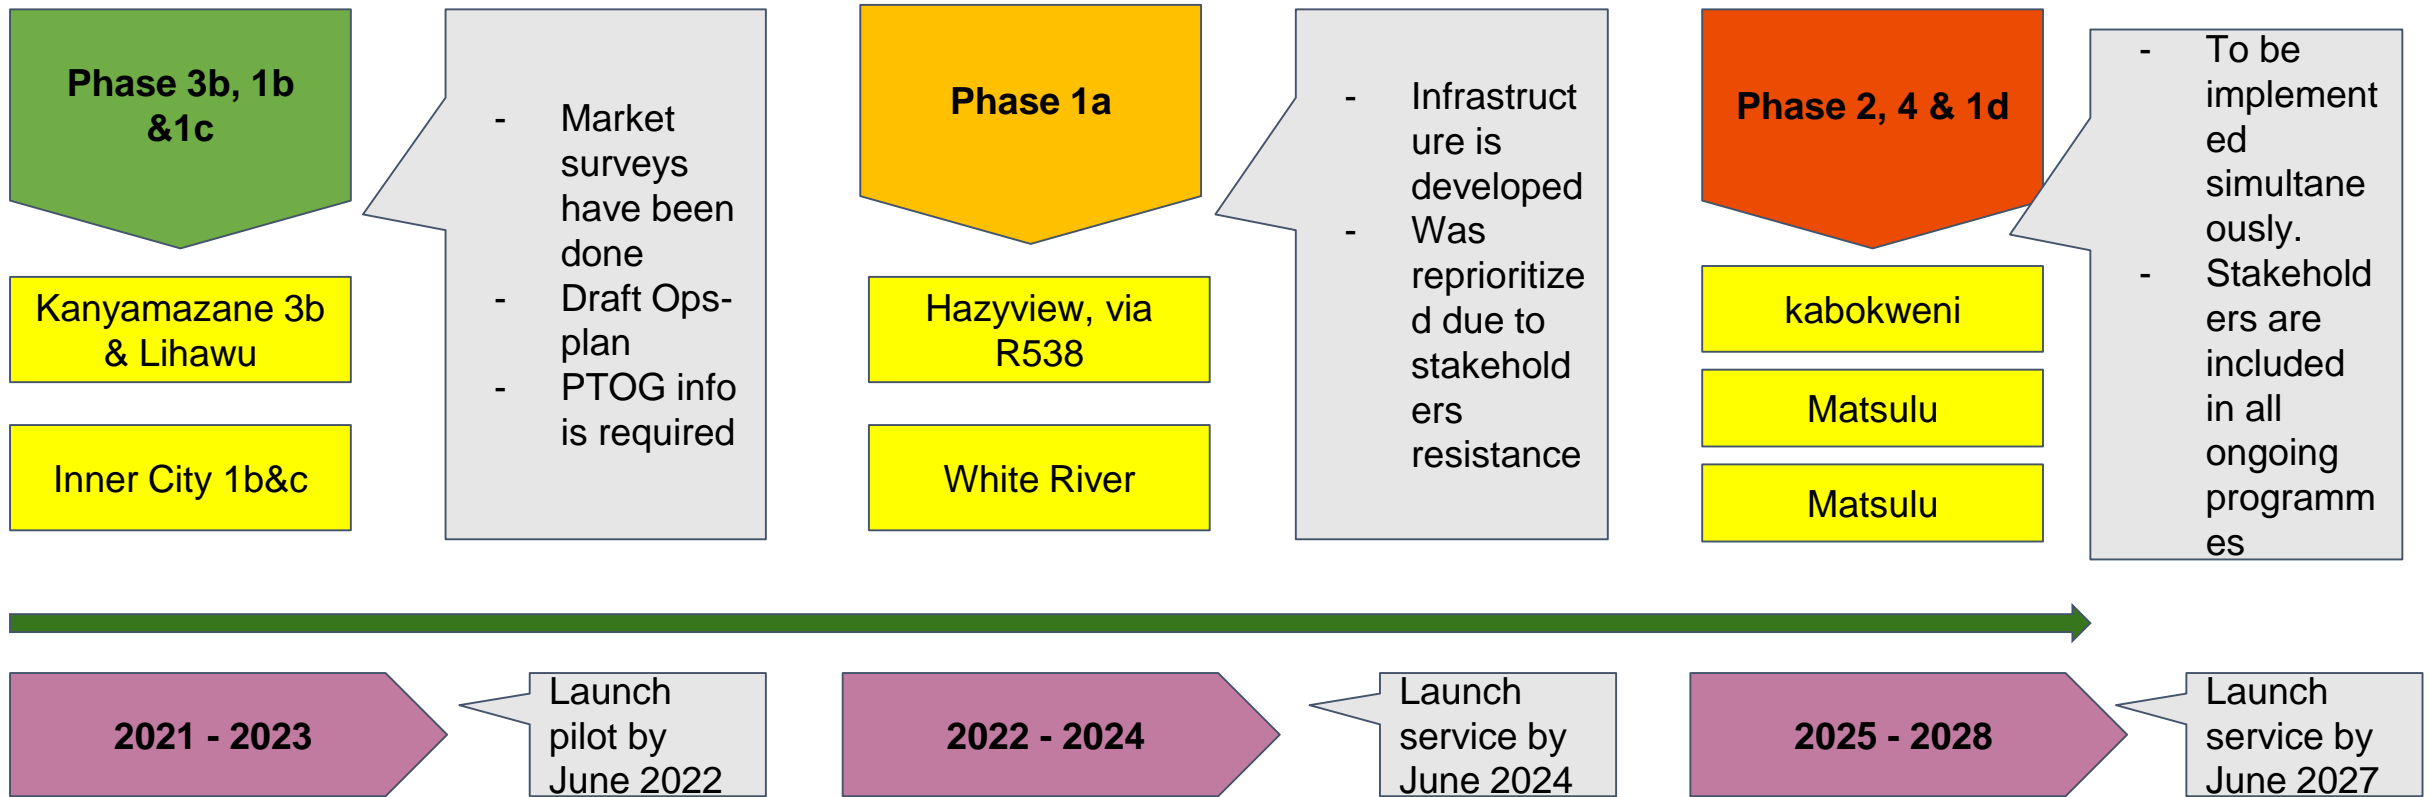 Phase 3b, 1b
&1c
- Market
surveys
have been
done
- Draft Ops-
plan
- PTOG info
is required
Kanyamazane 3b
& Lihawu
Inner City 1b&c
Phase 1a
- Infrastruct
ure is
developed
- Was
reprioritize
d due to
stakehold
ers
resistance
Hazyview, via
R538
White River
Phase 2, 4 & 1d
- To be
implement
ed
simultane
ously.
- Stakehold
ers are
included
in all
ongoing
programm
es
kabokweni
Matsulu
Matsulu
2021 - 2023
Launch
pilot by
June 2022
2022 - 2024
Launch
service by
June 2024
2025 - 2028
Launch
service by
June 2027